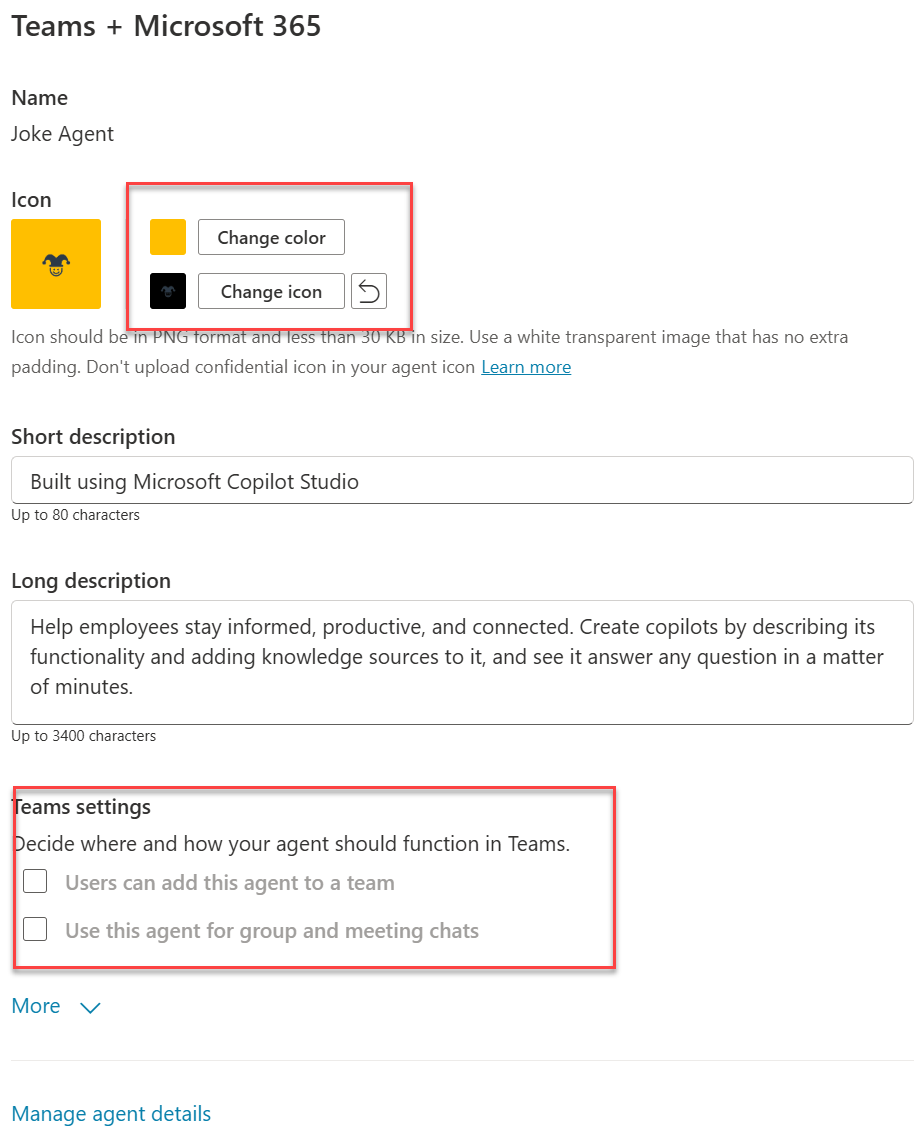 Teams + Microsoft 365
Name
Joke Agent
Icon
Change color
Change icon
Icon should be in PNG format and less than 30 KB in size. Use a white transparent image that has no extra
padding. Don't upload confidential icon in your agent icon Learn more
Short description
Built using Microsoft Copilot Studio
Up to 80 characters
Long description
Help employees stay informed, productive, and connected. Create copilots by describing its
functionality and adding knowledge sources to it, and see it answer any question in a matter
of minutes.
Up to 3400 characters
Teams settings
Decide where and how your agent should function in Teams.
Users can add this agent to a team
Use this agent for group and meeting chats
More
Manage agent details